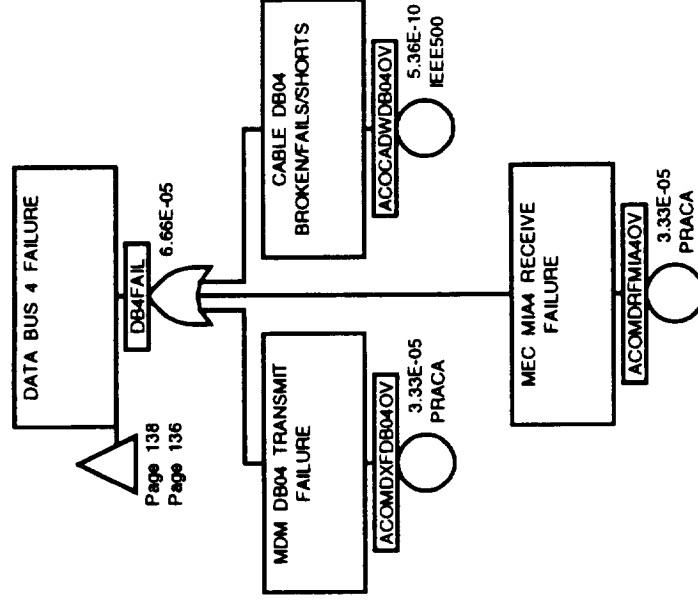 DATA BUS 4 FAILURE
DB4FAIL
6.66E-05
Page 138
Page 136
MDM DB04 TRANSMIT
FAILURE
ACOMDXFDB04OV
3.33E-05
PRACA
CABLE DB04
BROKEN/FAILS/SHORTS
ACOCADWDB04OV
5.36E-10
IEEE500
MEC MIA4 RECEIVE
FAILURE
ACOMDRFMIA4OV
3.33E-05
PRACA